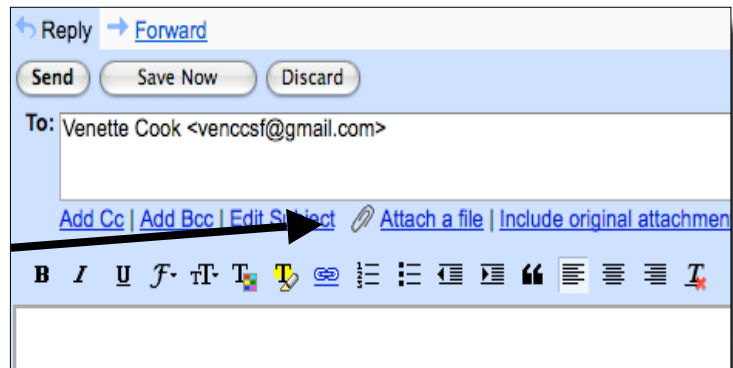 Reply Forward
Send Save Now Discard
To: Venette Cook <venccsf@gmail.com>
Add Cc | Add Bcc | Edit Subject Attach a file | Include original attachmen
B I U F T T T T